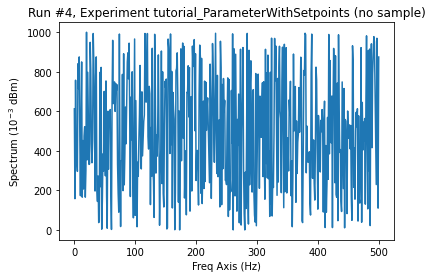 Run #4, Experiment tutorial_ParameterWithSetpoints (no sample)
1000
800
600
400
200
0
Spectrum (10⁻³ dBm)
0 100 200 300 400 500
Freq Axis (Hz)